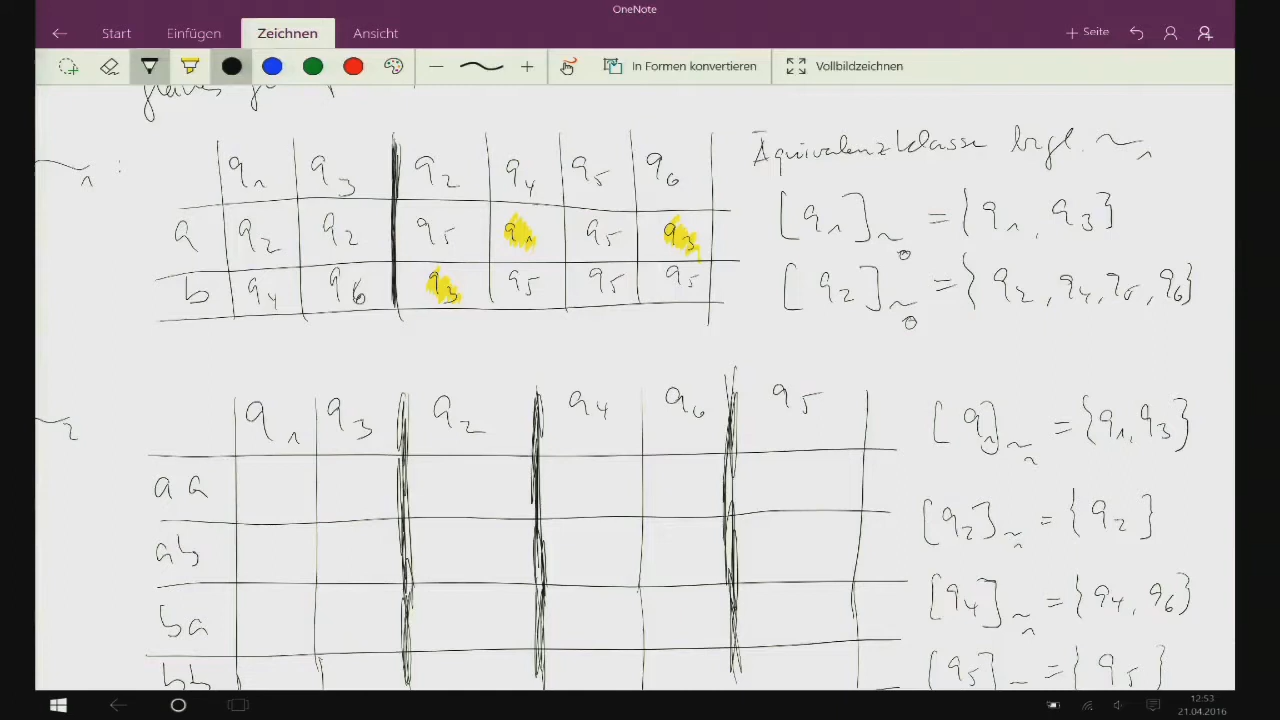 OneNote
Start Einfügen Zeichnen Ansicht Seite
In Formen konvertieren Vollbildzeichnen
Äquivalenzklasse bzgl. ~₁
~₁ :
q₁ q₃ q₂ q₄ q₅ q₆
a q₂ q₂ q₅ q₁ q₅ q₃
b q₄ q₆ q₃ q₅ q₅ q₅
[q₁]~₀ = {q₁, q₃}
[q₂]~₀ = {q₂, q₄, q₅, q₆}
~₂
q₁ q₃ q₂ q₄ q₆ q₅
aa
ab
ba
bb
[q₁]~₁ = {q₁, q₃}
[q₂]~₁ = {q₂}
[q₄]~₁ = {q₄, q₆}
[q₅]~ = {q₅}
12:53
21.04.2016